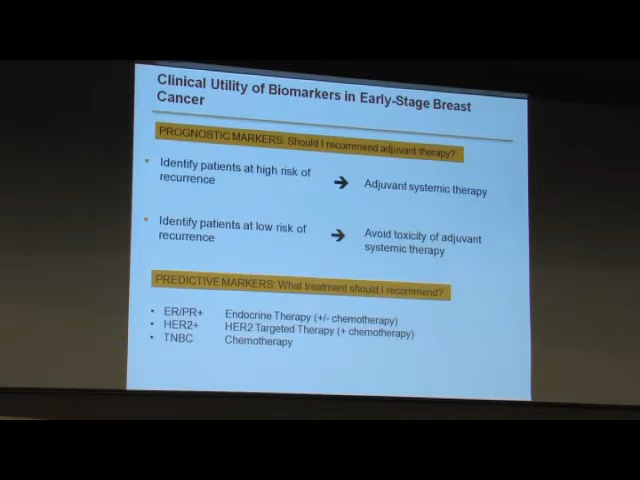 Clinical Utility of Biomarkers in Early-Stage Breast
Cancer
PROGNOSTIC MARKERS: Should I recommend adjuvant therapy?
• Identify patients at high risk of
recurrence
➔ Adjuvant systemic therapy
• Identify patients at low risk of
recurrence
➔ Avoid toxicity of adjuvant
systemic therapy
PREDICTIVE MARKERS: What treatment should I recommend?
• ER/PR+ Endocrine Therapy (+/- chemotherapy)
• HER2+ HER2 Targeted Therapy (+ chemotherapy)
• TNBC Chemotherapy